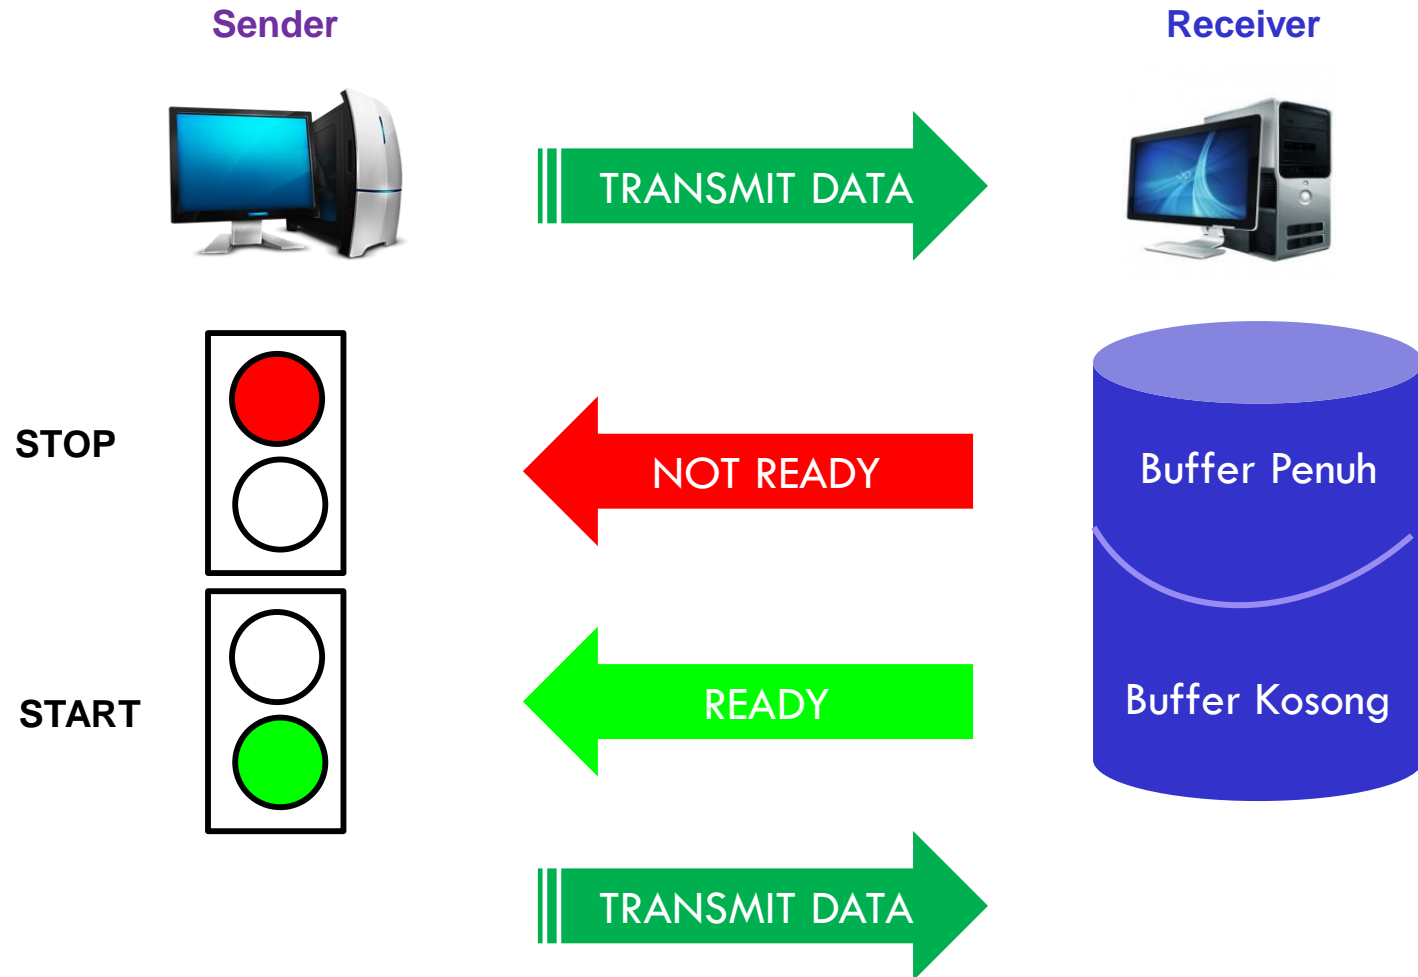 Sender
Receiver
TRANSMIT DATA
STOP
NOT READY
Buffer Penuh
START
READY
Buffer Kosong
TRANSMIT DATA